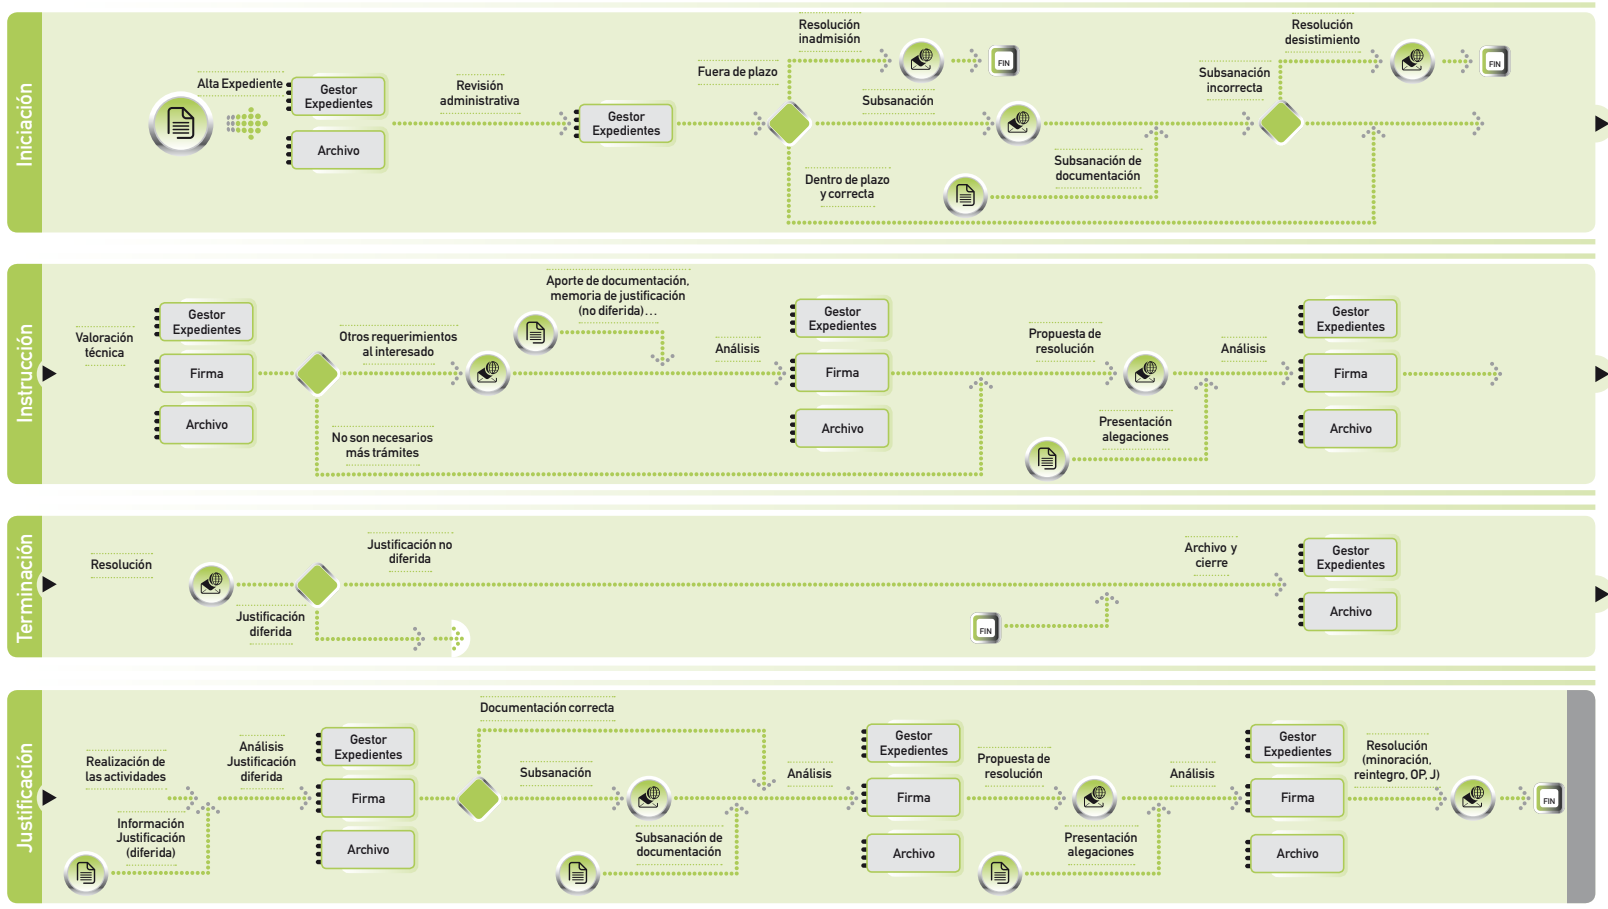 Iniciación
Alta Expediente
Gestor
Expedientes
Archivo
Revisión
administrativa
Gestor
Expedientes
Fuera de plazo
Resolución
inadmisión
FIN
Subsanación
Dentro de plazo
y correcta
Subsanación de
documentación
Subsanación
incorrecta
Resolución
desistimiento
FIN
Instrucción
Valoración
técnica
Gestor
Expedientes
Firma
Archivo
Otros requerimientos
al interesado
No son necesarios
más trámites
Aporte de documentación,
memoria de justificación
(no diferida)...
Análisis
Gestor
Expedientes
Firma
Archivo
Propuesta de
resolución
Presentación
alegaciones
Análisis
Gestor
Expedientes
Firma
Archivo
Terminación
Resolución
Justificación
diferida
Justificación no
diferida
FIN
Archivo y
cierre
Gestor
Expedientes
Archivo
Justificación
Realización de
las actividades
Información
Justificación
(diferida)
Análisis
Justificación
diferida
Gestor
Expedientes
Firma
Archivo
Documentación correcta
Subsanación
Subsanación de
documentación
Análisis
Gestor
Expedientes
Firma
Archivo
Propuesta de
resolución
Presentación
alegaciones
Análisis
Gestor
Expedientes
Firma
Archivo
Resolución
(minoración,
reintegro, OP, J)
FIN